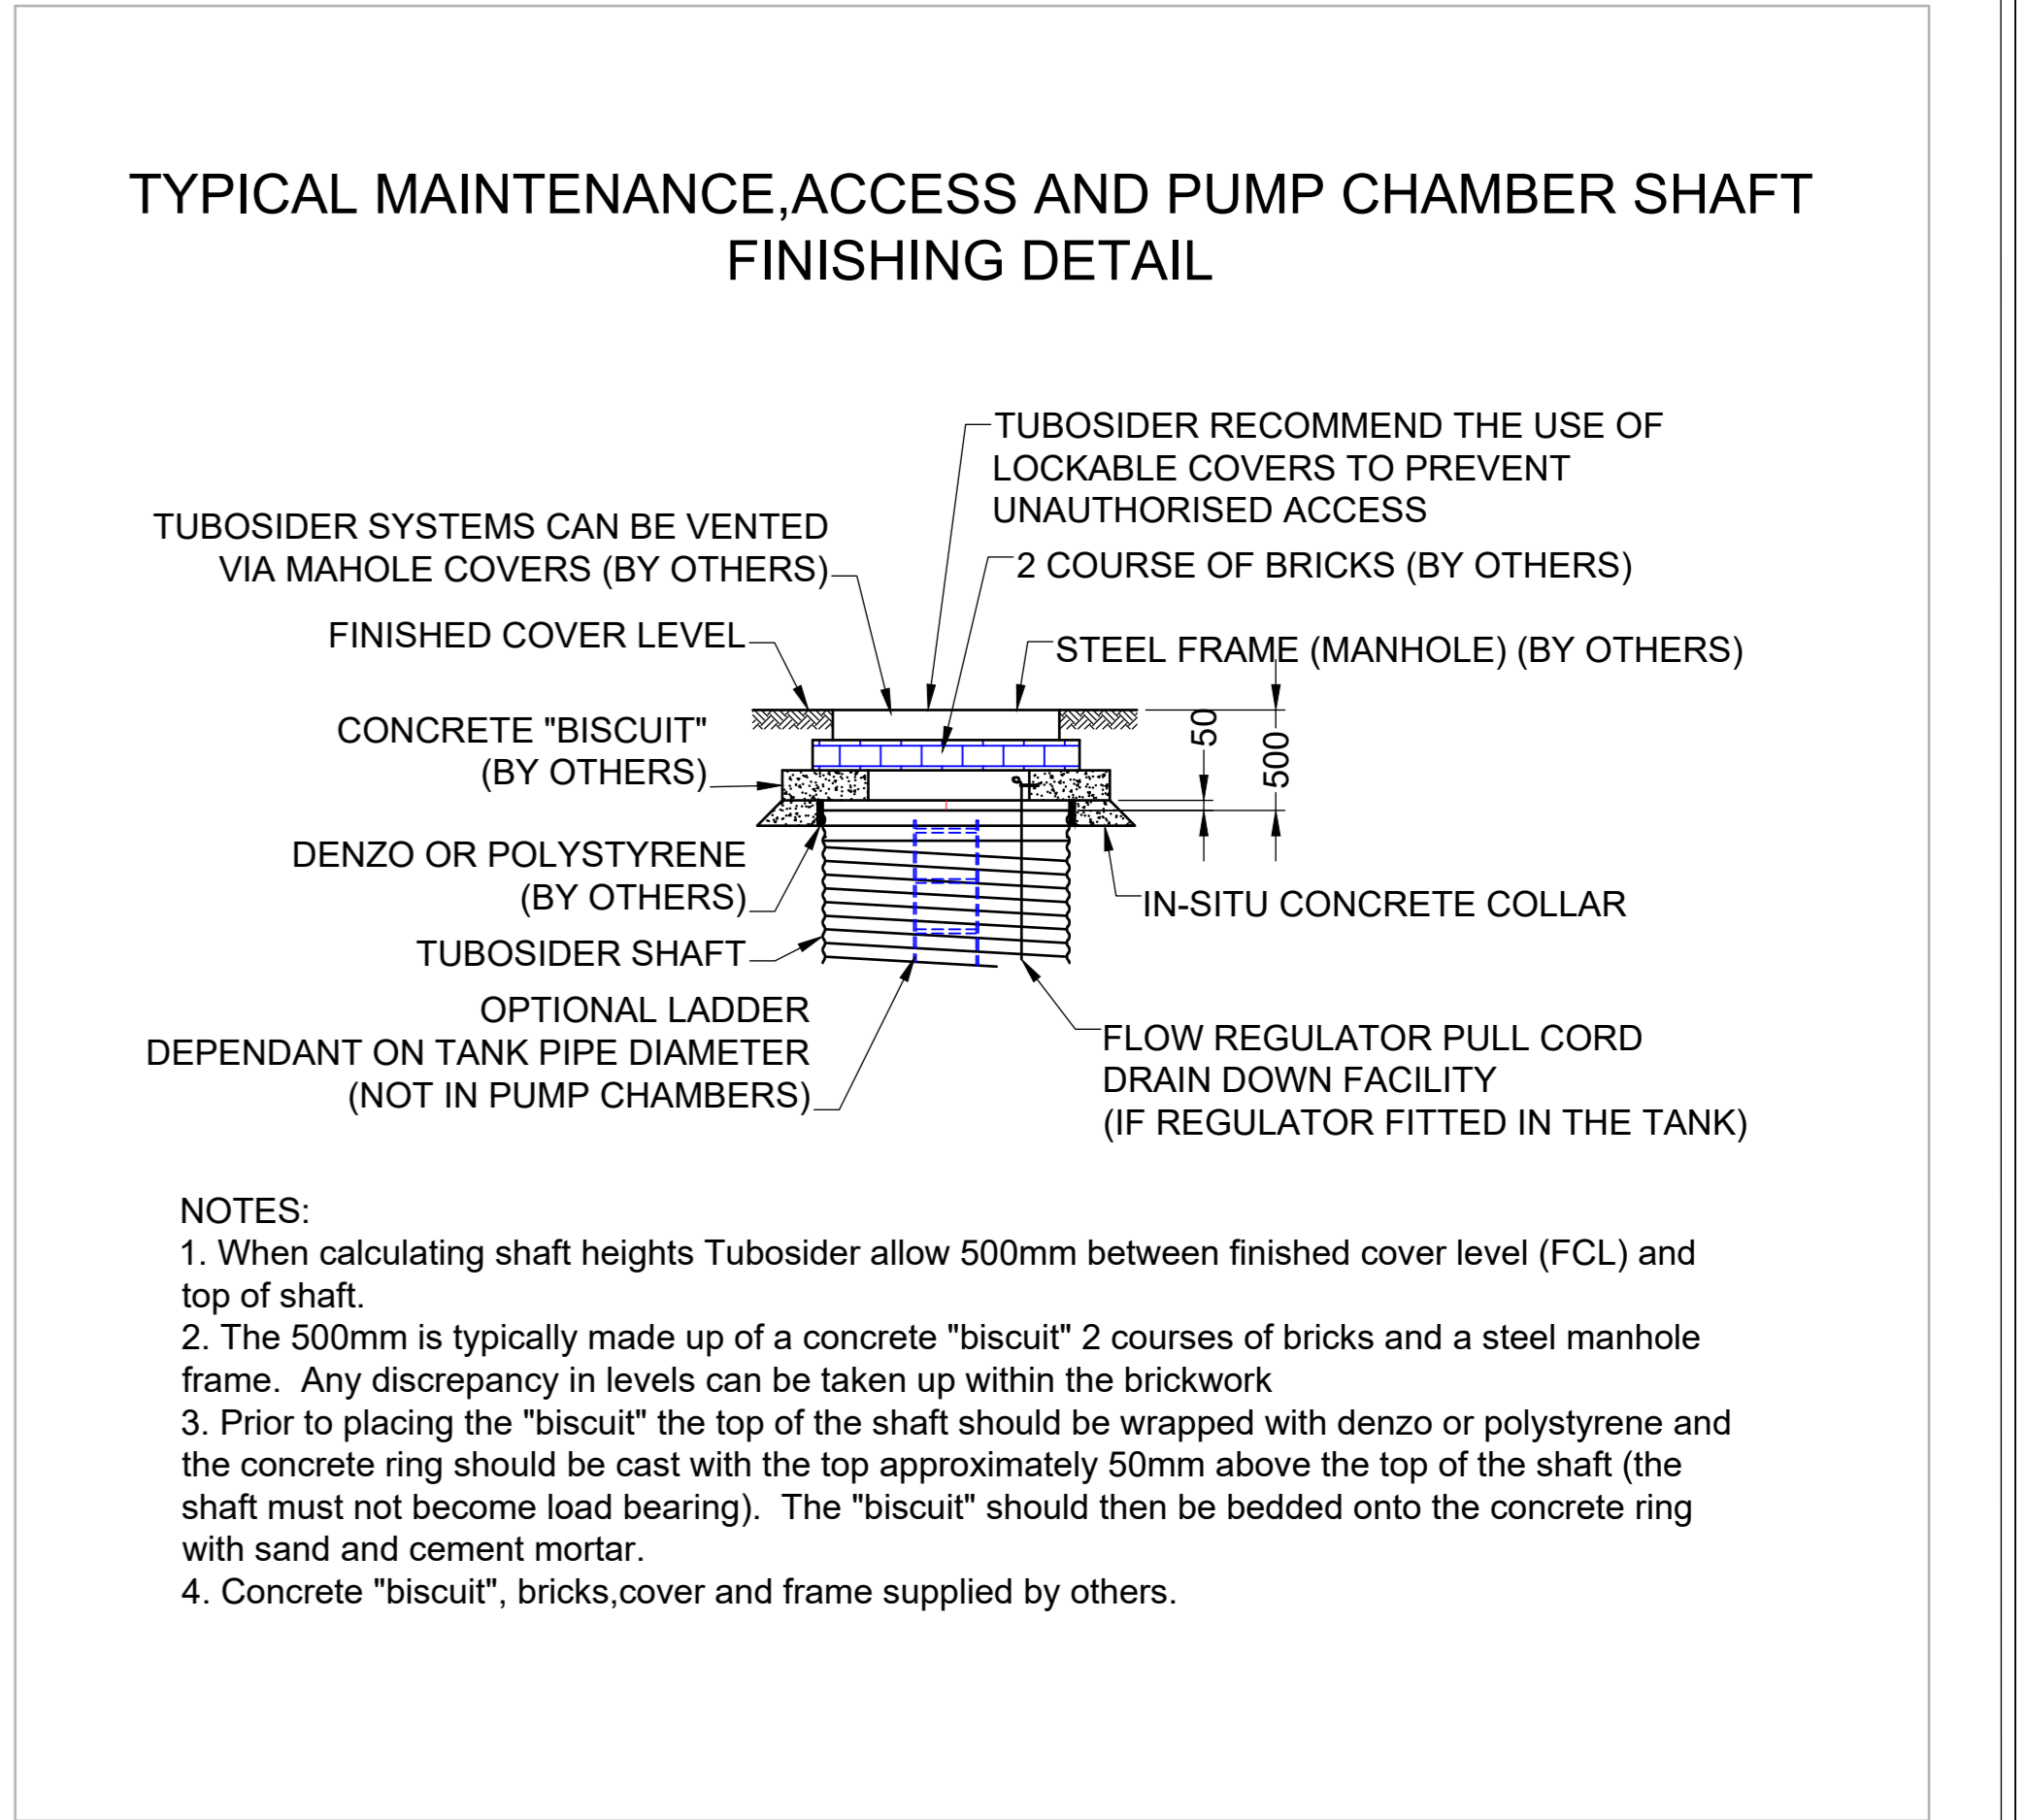 TYPICAL MAINTENANCE,ACCESS AND PUMP CHAMBER SHAFT
FINISHING DETAIL
TUBOSIDER RECOMMEND THE USE OF
LOCKABLE COVERS TO PREVENT
UNAUTHORISED ACCESS
TUBOSIDER SYSTEMS CAN BE VENTED
VIA MAHOLE COVERS (BY OTHERS)
2 COURSE OF BRICKS (BY OTHERS)
FINISHED COVER LEVEL
STEEL FRAME (MANHOLE) (BY OTHERS)
CONCRETE "BISCUIT"
(BY OTHERS)
50
500
DENZO OR POLYSTYRENE
(BY OTHERS)
IN-SITU CONCRETE COLLAR
TUBOSIDER SHAFT
OPTIONAL LADDER
DEPENDANT ON TANK PIPE DIAMETER
(NOT IN PUMP CHAMBERS)
FLOW REGULATOR PULL CORD
DRAIN DOWN FACILITY
(IF REGULATOR FITTED IN THE TANK)
NOTES:
1. When calculating shaft heights Tubosider allow 500mm between finished cover level (FCL) and
top of shaft.
2. The 500mm is typically made up of a concrete "biscuit" 2 courses of bricks and a steel manhole
frame.  Any discrepancy in levels can be taken up within the brickwork
3. Prior to placing the "biscuit" the top of the shaft should be wrapped with denzo or polystyrene and
the concrete ring should be cast with the top approximately 50mm above the top of the shaft (the
shaft must not become load bearing).  The "biscuit" should then be bedded onto the concrete ring
with sand and cement mortar.
4. Concrete "biscuit", bricks,cover and frame supplied by others.